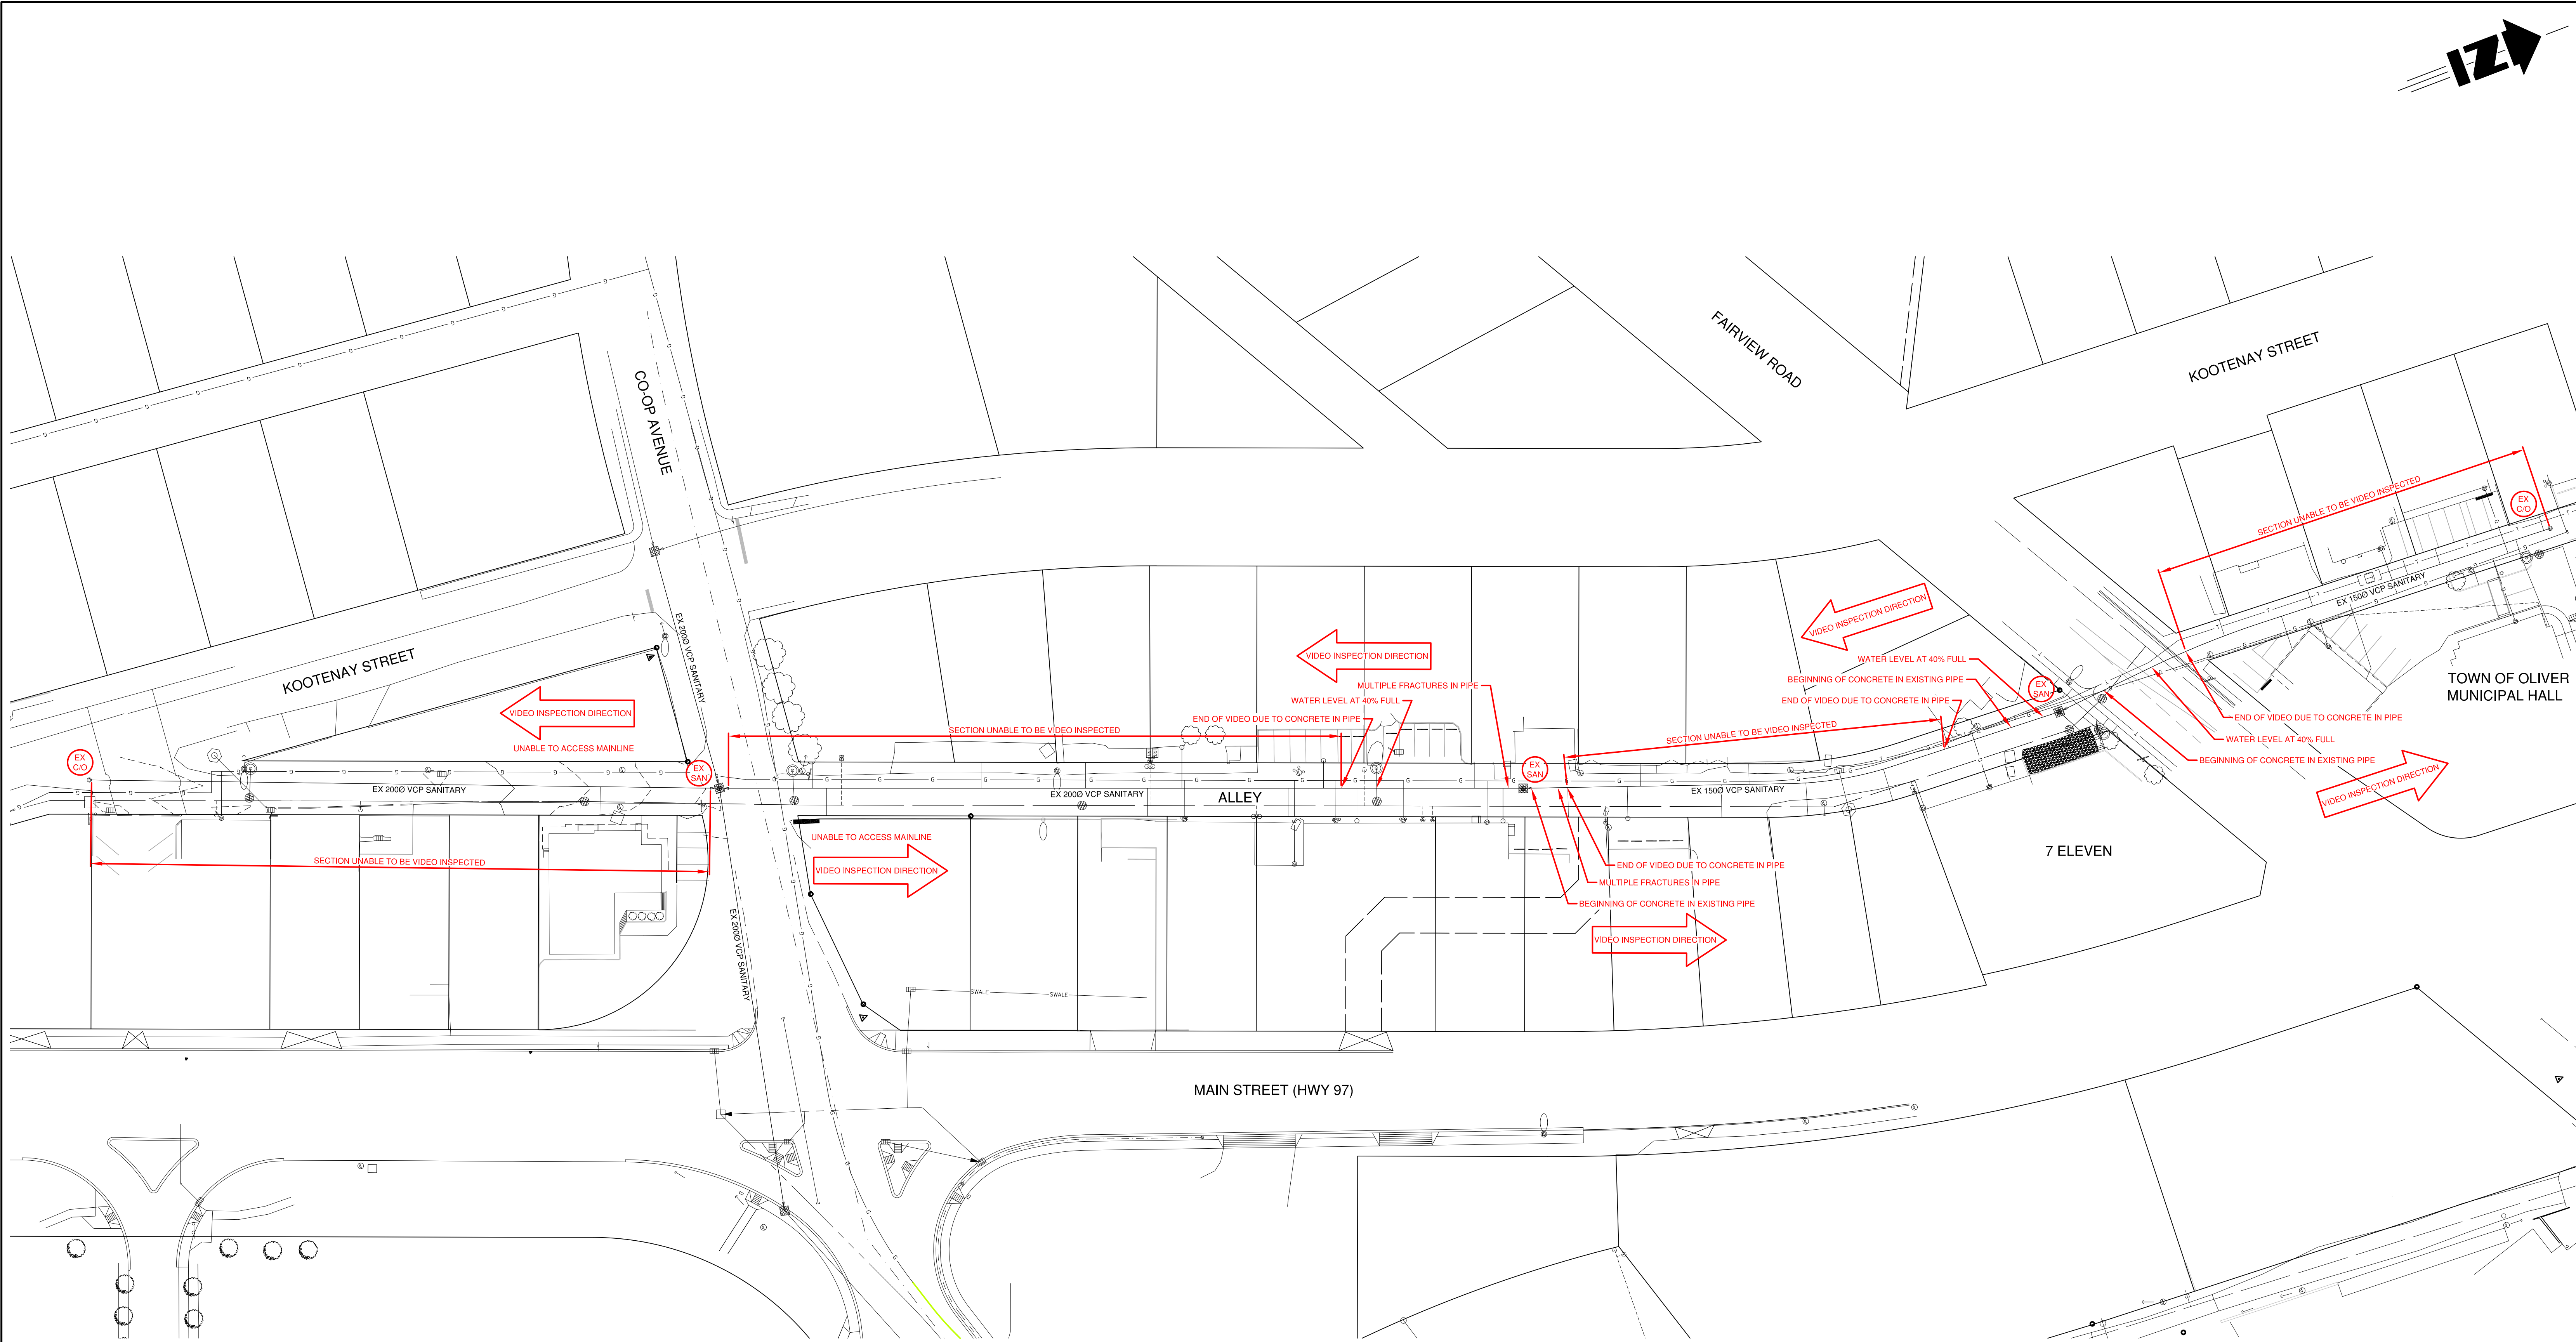 N
FAIRVIEW ROAD
KOOTENAY STREET
CO-OP AVENUE
SECTION UNABLE TO BE VIDEO INSPECTED
EX
C/O
EX 150Ø VCP SANITARY
TOWN OF OLIVER
MUNICIPAL HALL
VIDEO INSPECTION DIRECTION
WATER LEVEL AT 40% FULL
BEGINNING OF CONCRETE IN EXISTING PIPE
END OF VIDEO DUE TO CONCRETE IN PIPE
EX
SAN
END OF VIDEO DUE TO CONCRETE IN PIPE
WATER LEVEL AT 40% FULL
BEGINNING OF CONCRETE IN EXISTING PIPE
VIDEO INSPECTION DIRECTION
EX 200Ø VCP SANITARY
KOOTENAY STREET
VIDEO INSPECTION DIRECTION
UNABLE TO ACCESS MAINLINE
EX
C/O
EX
SAN
EX 200Ø VCP SANITARY
SECTION UNABLE TO BE VIDEO INSPECTED
VIDEO INSPECTION DIRECTION
MULTIPLE FRACTURES IN PIPE
WATER LEVEL AT 40% FULL
END OF VIDEO DUE TO CONCRETE IN PIPE
SECTION UNABLE TO BE VIDEO INSPECTED
EX
SAN
SECTION UNABLE TO BE VIDEO INSPECTED
EX 200Ø VCP SANITARY
ALLEY
EX 150Ø VCP SANITARY
UNABLE TO ACCESS MAINLINE
VIDEO INSPECTION DIRECTION
END OF VIDEO DUE TO CONCRETE IN PIPE
MULTIPLE FRACTURES IN PIPE
BEGINNING OF CONCRETE IN EXISTING PIPE
VIDEO INSPECTION DIRECTION
7 ELEVEN
EX 200Ø VCP SANITARY
SWALE
SWALE
MAIN STREET (HWY 97)